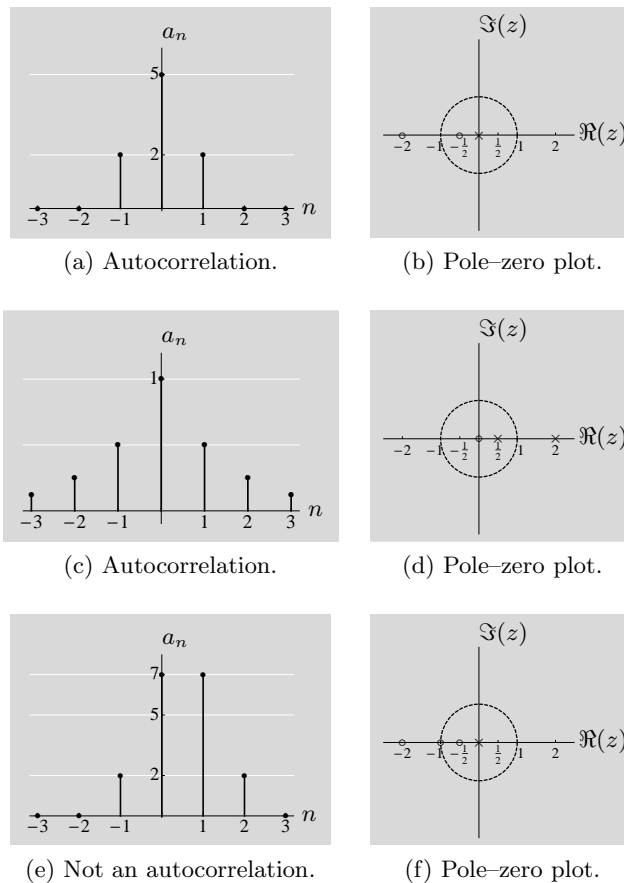 a_n
5
2
−3 −2 −1 1 2 3 n
(a) Autocorrelation.
ℑ(z)
ℜ(z)
−2 −1 −1/2 1/2 1 2
(b) Pole–zero plot.
a_n
1
−3 −2 −1 1 2 3 n
(c) Autocorrelation.
ℑ(z)
ℜ(z)
−2 −1 −1/2 1/2 1 2
(d) Pole–zero plot.
a_n
7
5
2
−3 −2 −1 1 2 3 n
(e) Not an autocorrelation.
ℑ(z)
ℜ(z)
−2 −1 −1/2 1/2 1 2
(f) Pole–zero plot.